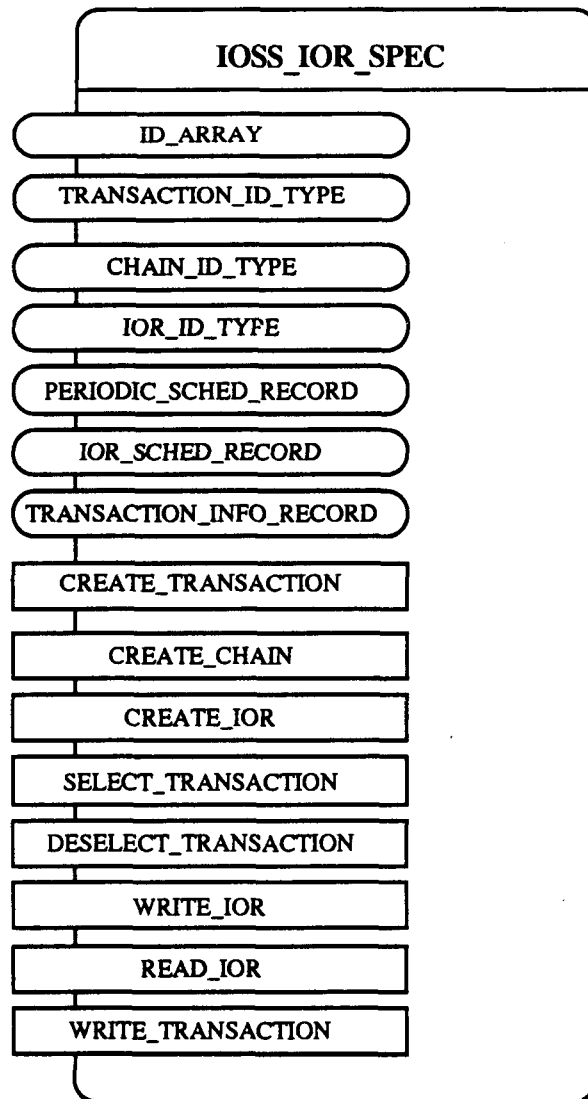 IOSS_IOR_SPEC
ID_ARRAY
TRANSACTION_ID_TYPE
CHAIN_ID_TYPE
IOR_ID_TYPE
PERIODIC_SCHED_RECORD
IOR_SCHED_RECORD
TRANSACTION_INFO_RECORD
CREATE_TRANSACTION
CREATE_CHAIN
CREATE_IOR
SELECT_TRANSACTION
DESELECT_TRANSACTION
WRITE_IOR
READ_IOR
WRITE_TRANSACTION